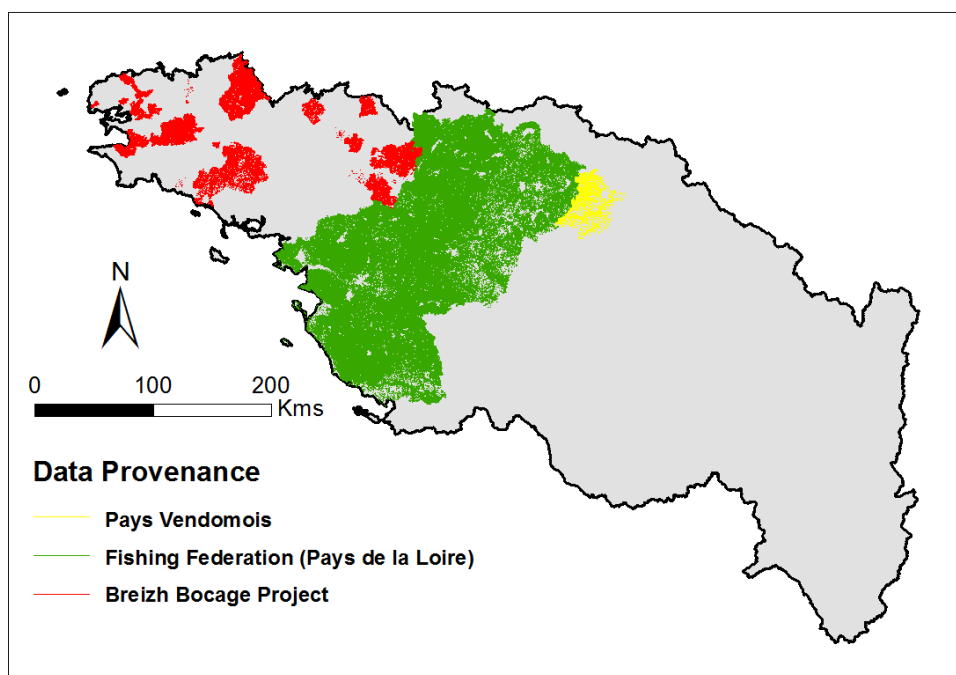 N
0 100 200
Kms
Data Provenance
Pays Vendomois
Fishing Federation (Pays de la Loire)
Breizh Bocage Project